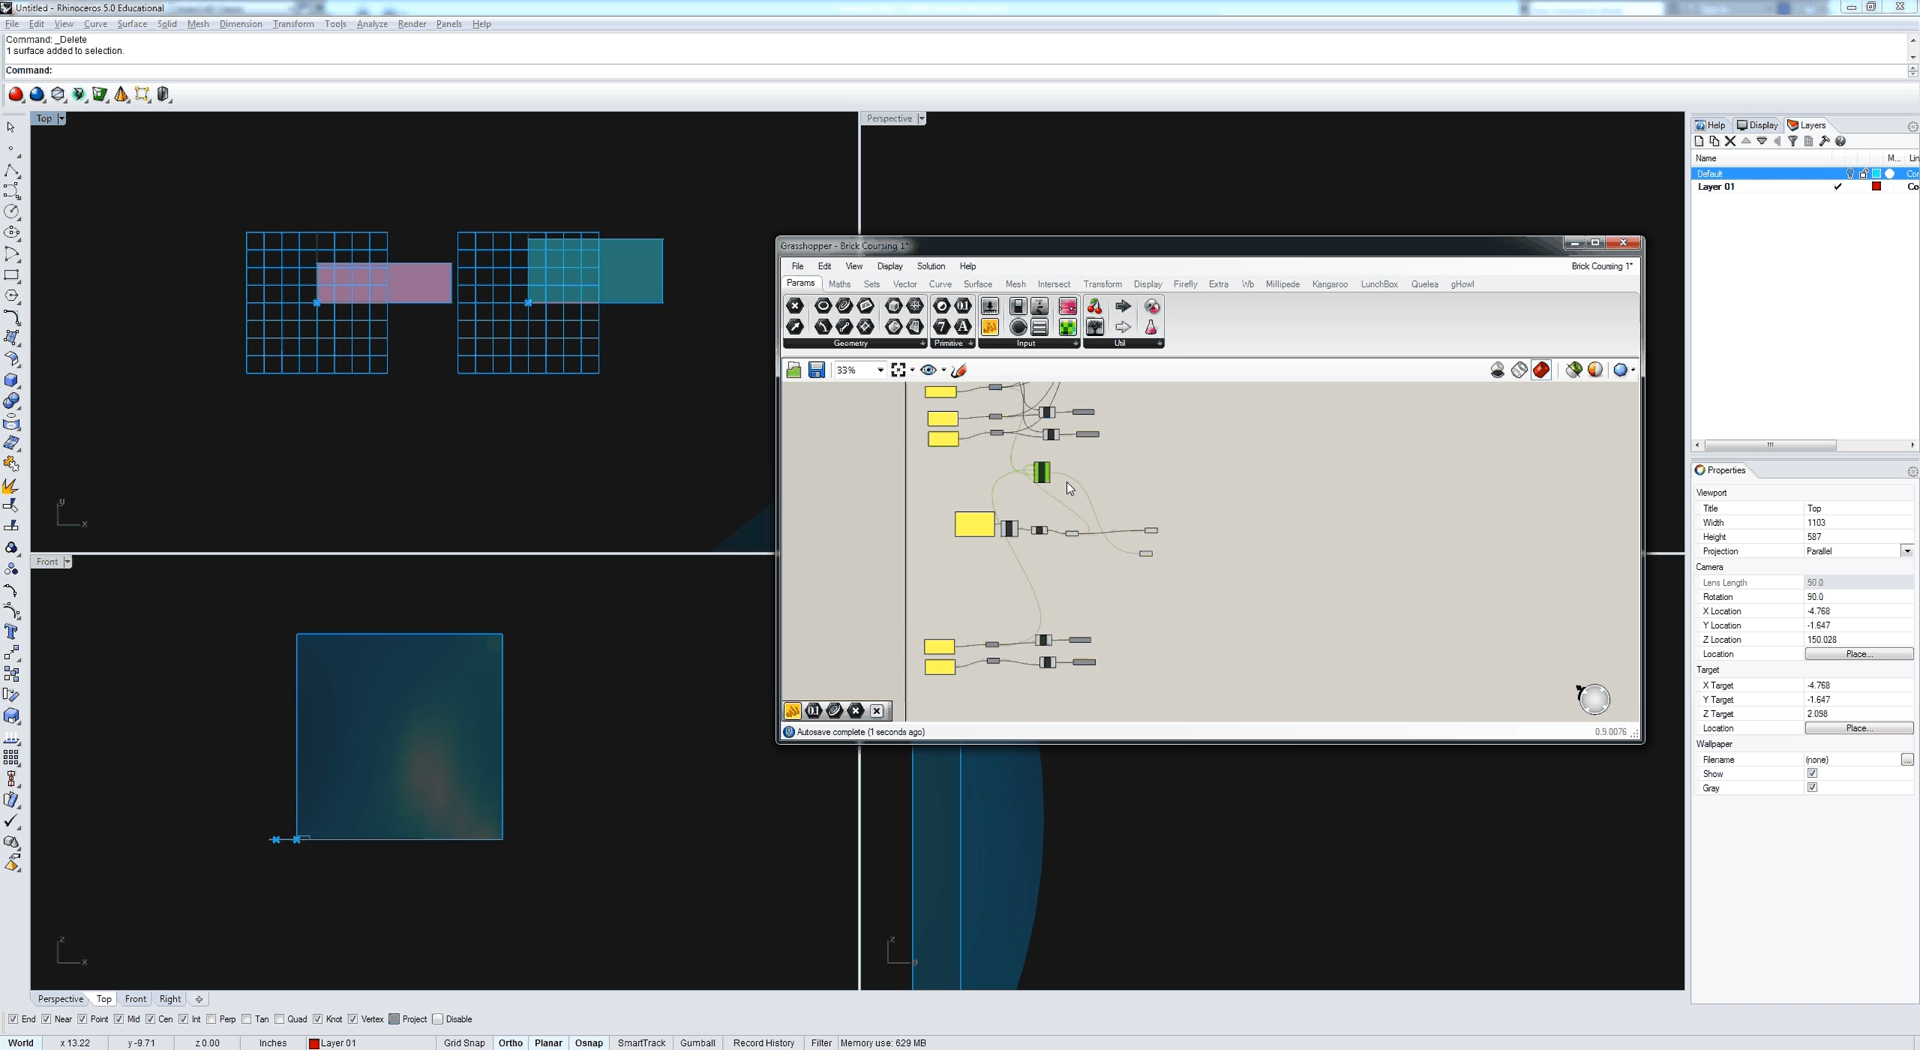 Untitled - Rhinoceros 5.0 Educational
File Edit View Curve Surface Solid Mesh Dimension Transform Tools Analyze Render Panels Help
Command: _Delete
1 surface added to selection.
Command:
Top
Perspective
Help Display Layers
Name M... Lin
Default Cor
Layer 01 Co
Grasshopper - Brick Coursing 1*
File Edit View Display Solution Help Brick Coursing 1*
Params Maths Sets Vector Curve Surface Mesh Intersect Transform Display Firefly Extra Wb Millipede Kangaroo LunchBox Quelea gHowl
Geometry Primitive Input Util
33%
Autosave complete (1 seconds ago)
0.9.0076
Properties
Viewport
Title Top
Width 1103
Height 587
Projection Parallel
Camera
Lens Length 50.0
Rotation 90.0
X Location -4.768
Y Location -1.647
Z Location 150.028
Location Place...
Target
X Target -4.768
Y Target -1.647
Z Target 2.098
Location Place...
Wallpaper
Filename (none) ...
Show
Gray
y
x
Front
z
x
z
y
Perspective Top Front Right
End Near Point Mid Cen Int Perp Tan Quad Knot Vertex Project Disable
World x 13.22 y -9.71 z 0.00 Inches Layer 01 Grid Snap Ortho Planar Osnap SmartTrack Gumball Record History Filter Memory use: 629 MB